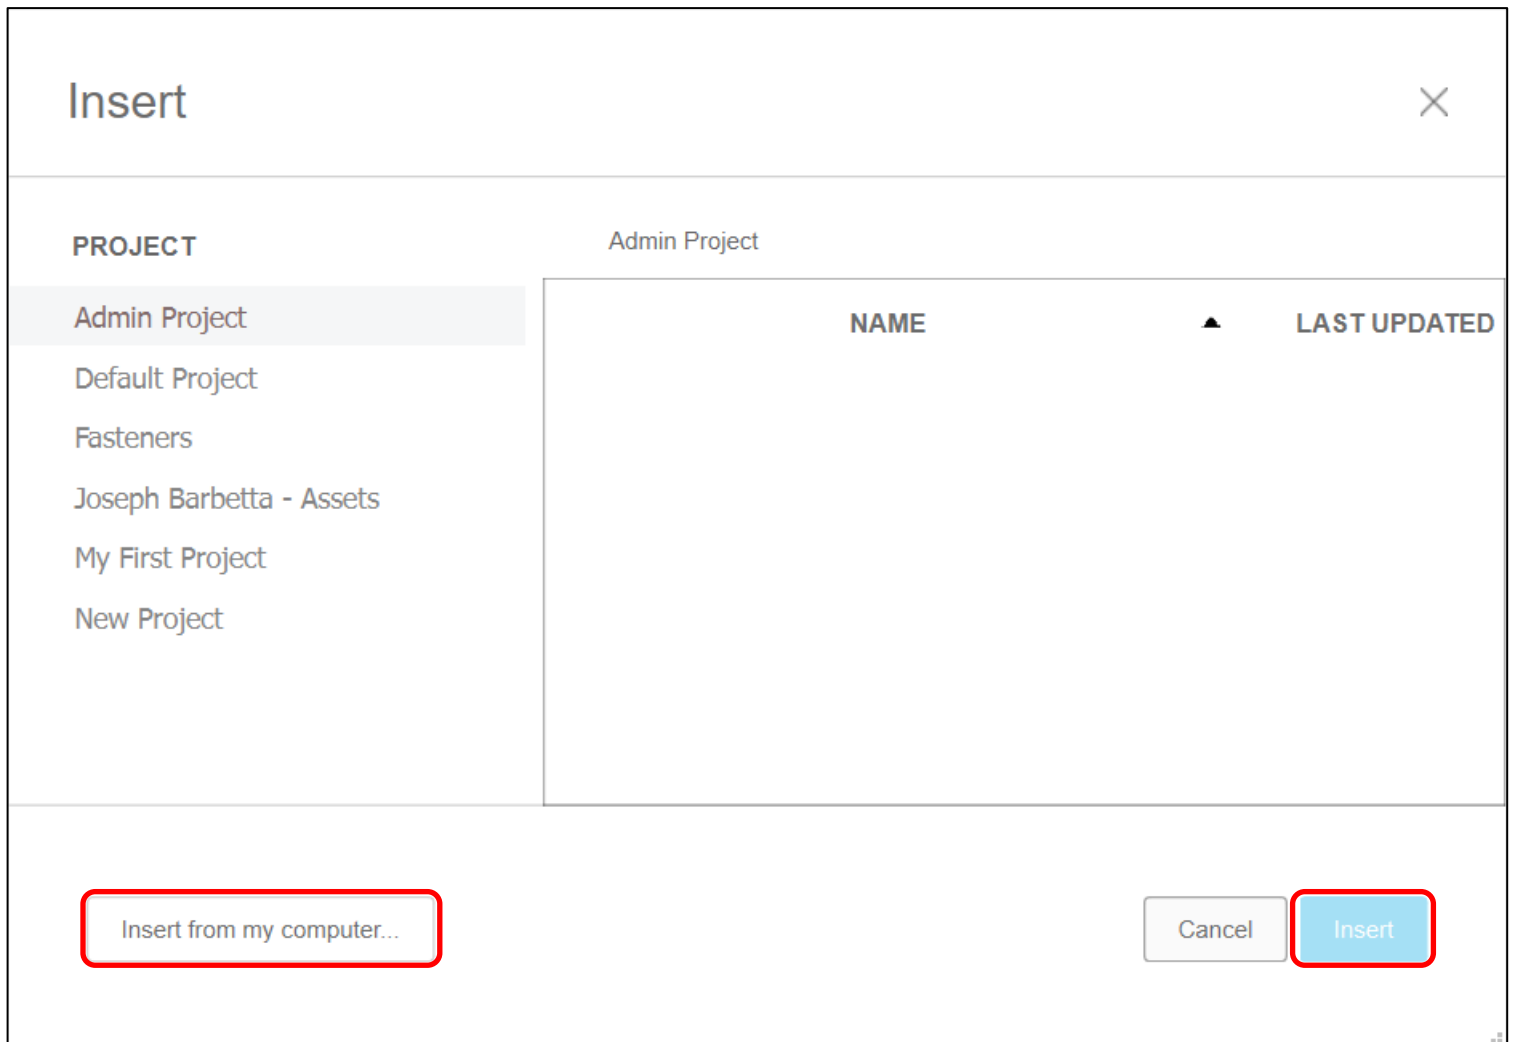 Insert
PROJECT
Admin Project
Default Project
Fasteners
Joseph Barbetta - Assets
My First Project
New Project
Admin Project
NAME
LAST UPDATED
Insert from my computer...
Cancel
Insert